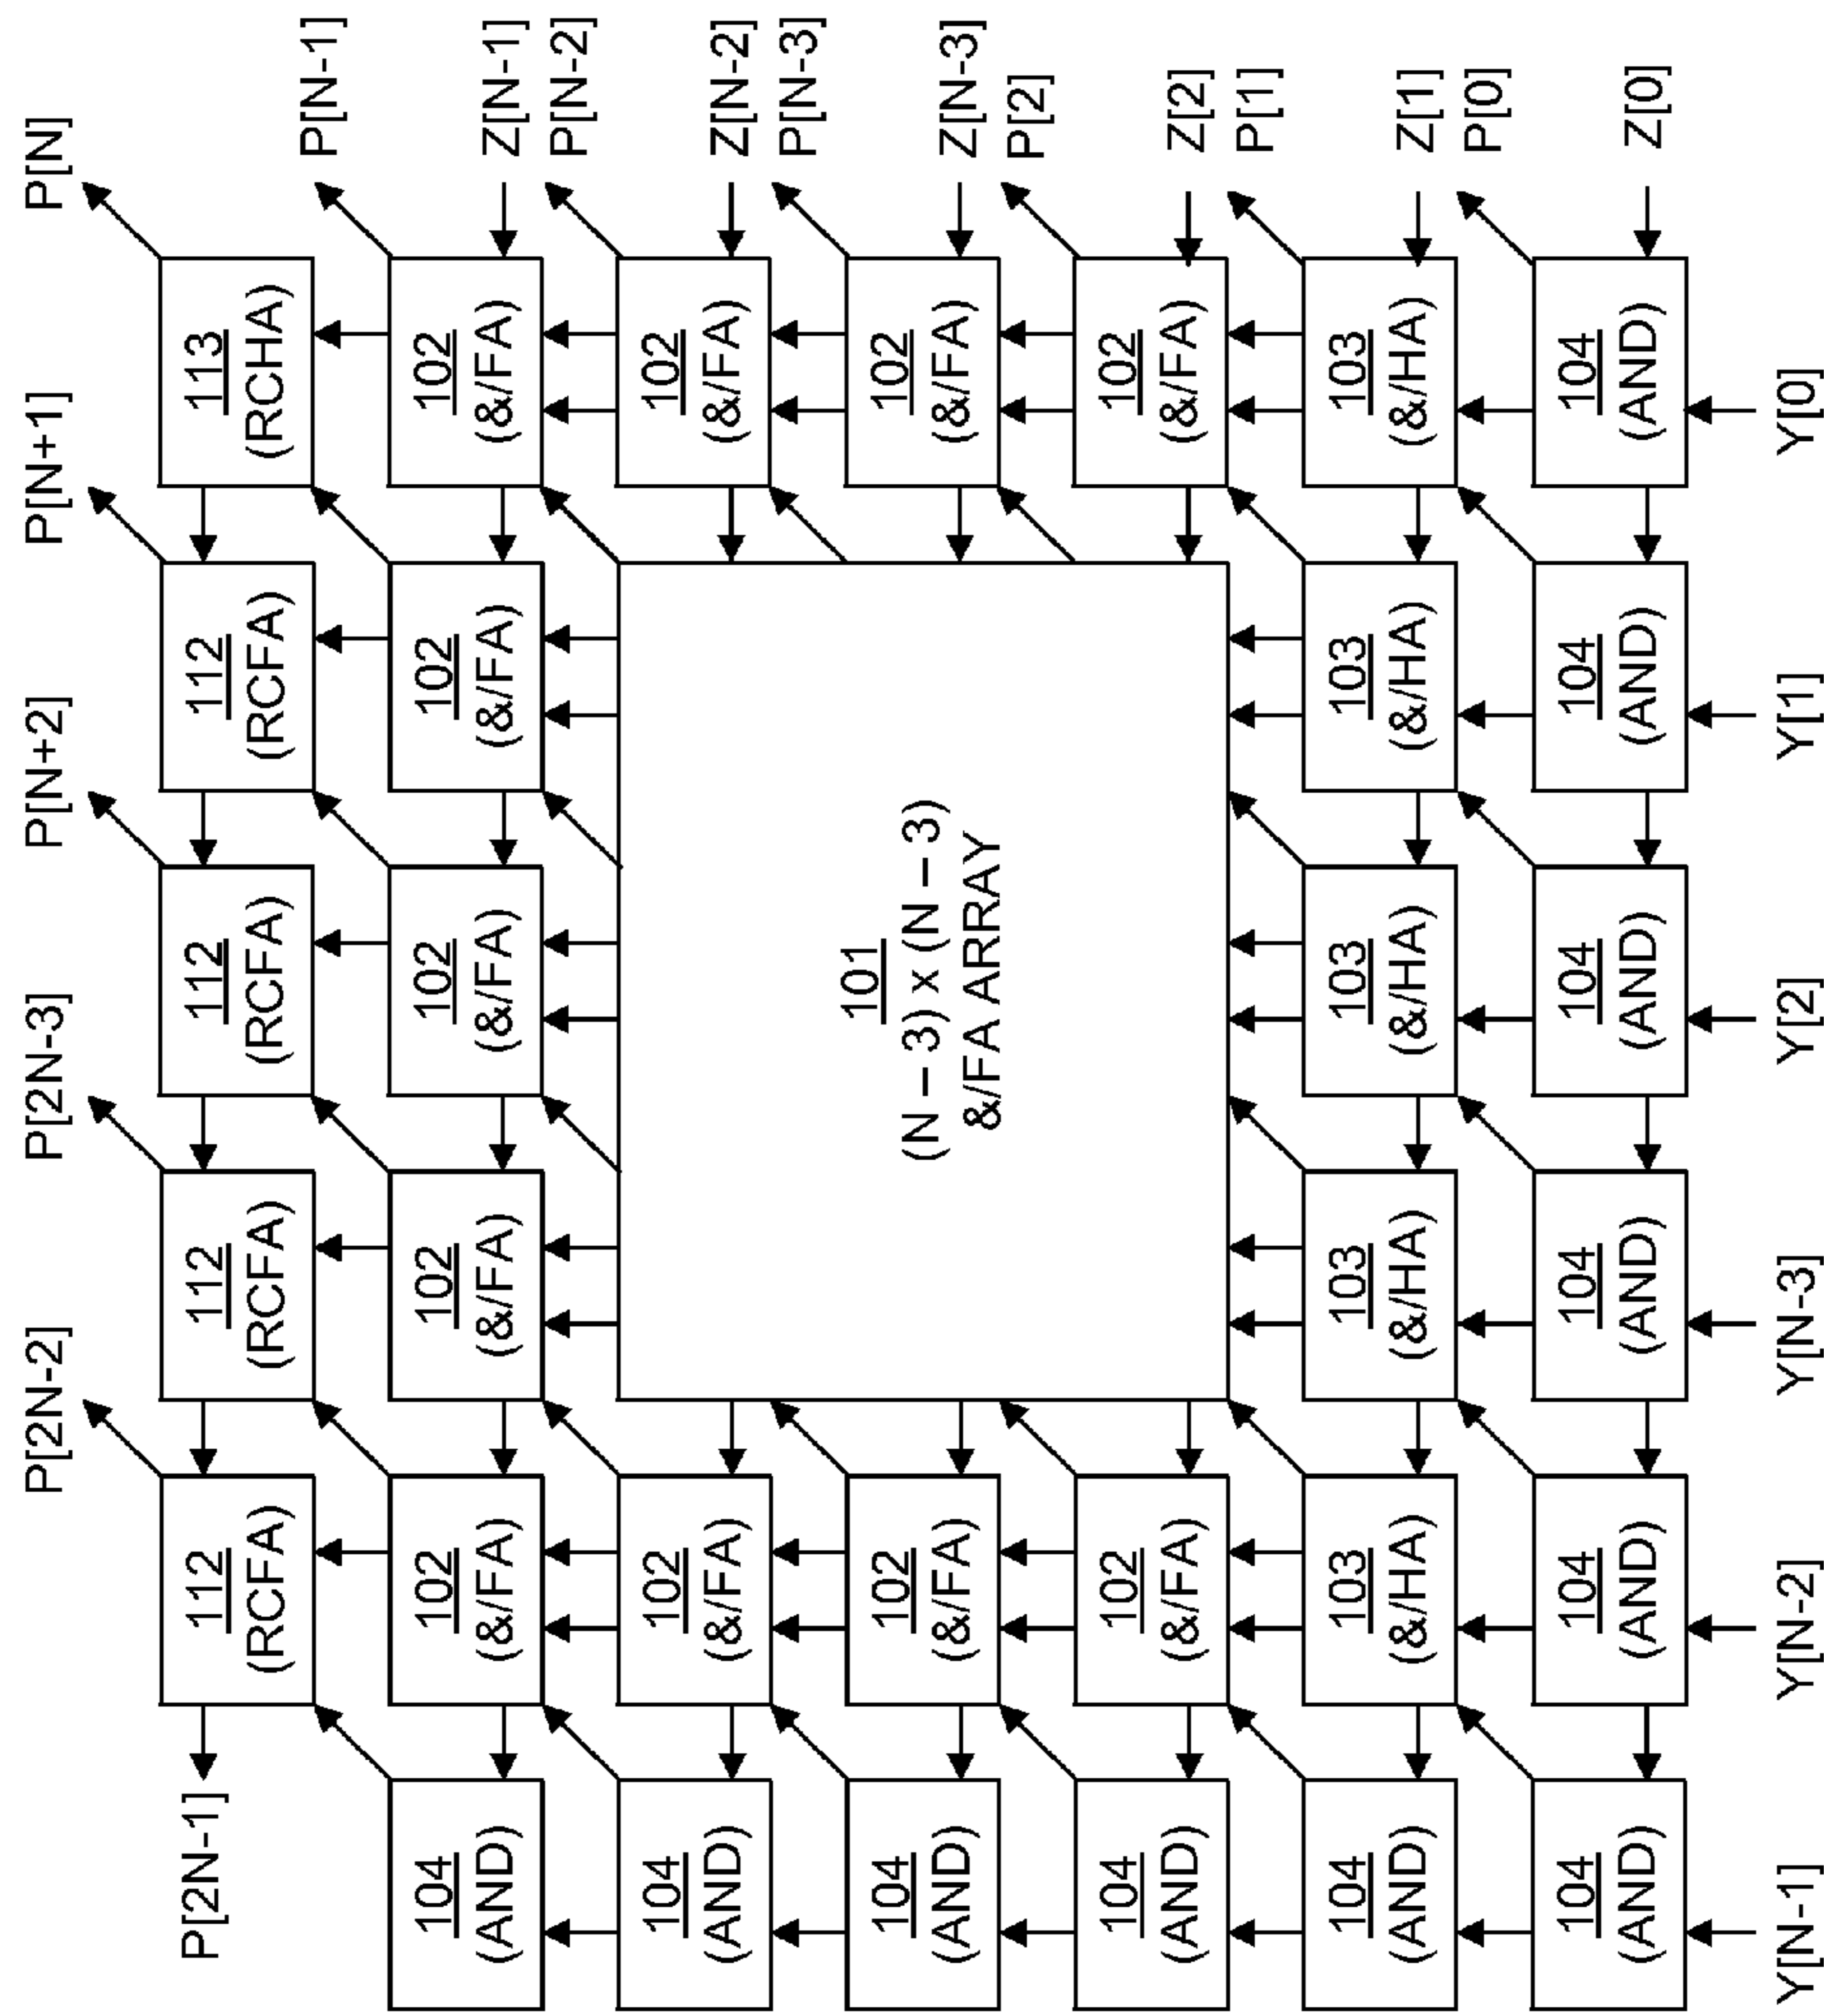 P[2N-2] P[2N-3] P[N+2] P[N+1] P[N]
P[2N-1] 112 112 112 112 113
(RCFA) (RCFA) (RCFA) (RCFA) (RCHA)
P[N-1]
104 102 102 102 102 102
(AND) (&/FA) (&/FA) (&/FA) (&/FA) (&/FA)
Z[N-1]
P[N-2]
104 102 102
(AND) (&/FA) (&/FA)
Z[N-2]
P[N-3]
101
(N – 3) x (N – 3)
&/FA ARRAY
104 102 102
(AND) (&/FA) (&/FA)
Z[N-3]
P[2]
104 102 102
(AND) (&/FA) (&/FA)
Z[2]
P[1]
104 103 103 103 103 103
(AND) (&/HA) (&/HA) (&/HA) (&/HA) (&/HA)
Z[1]
P[0]
104 104 104 104 104 104
(AND) (AND) (AND) (AND) (AND) (AND)
Z[0]
Y[N-1] Y[N-2] Y[N-3] Y[2] Y[1] Y[0]